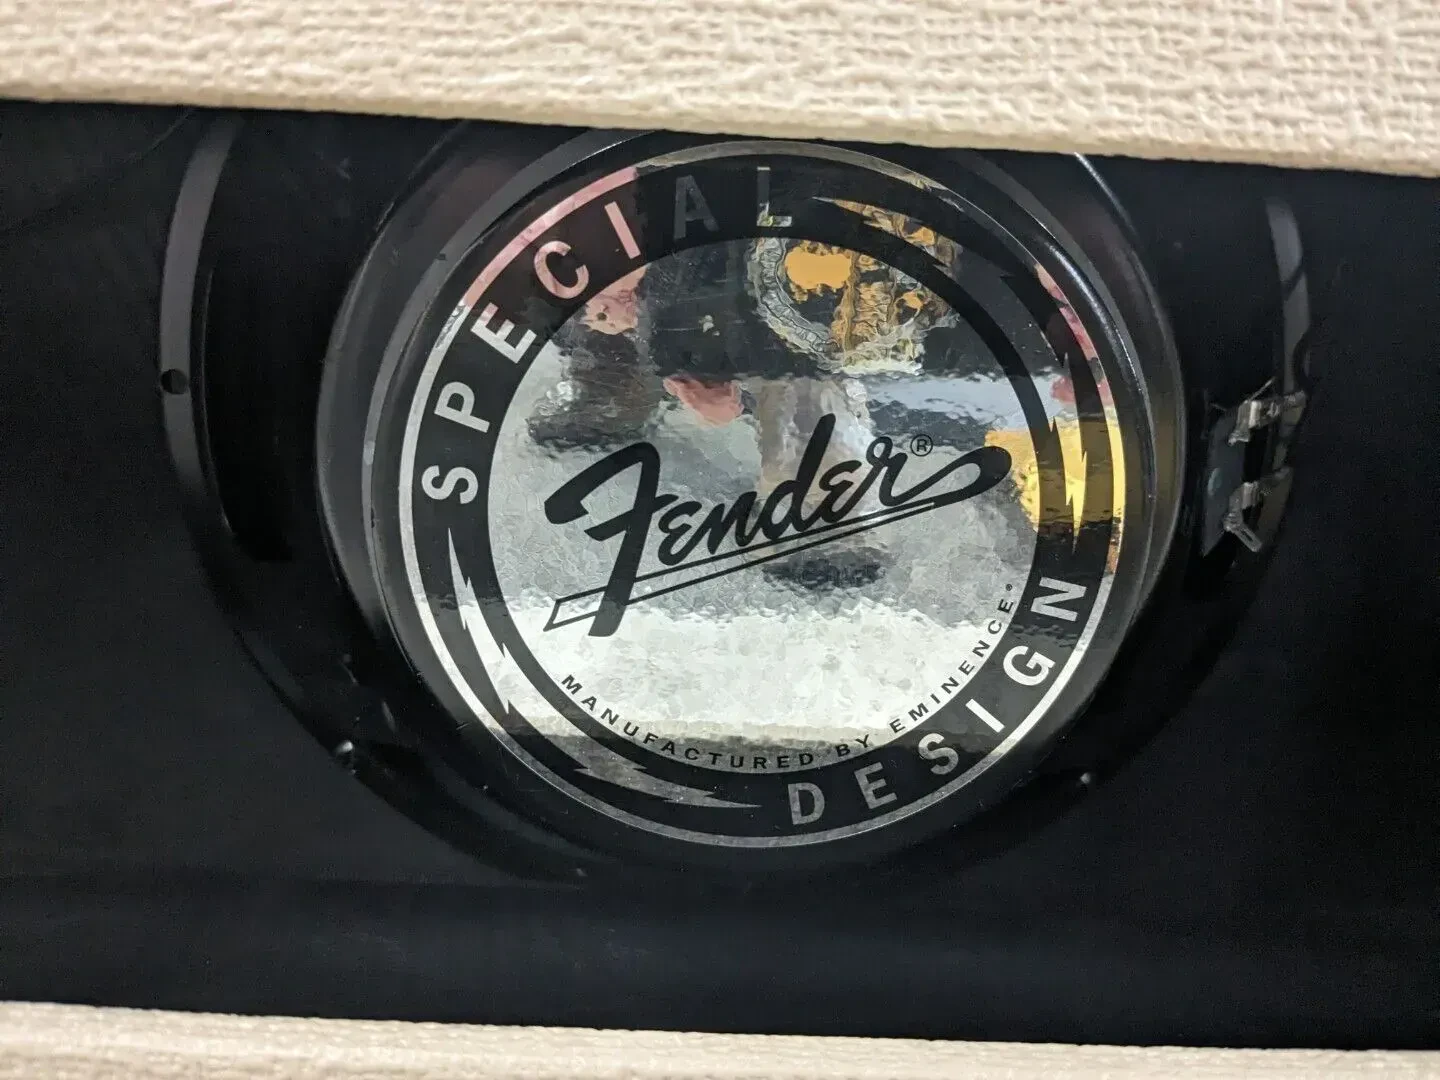 SPECIAL
Fender®
MANUFACTURED BY EMINENCE®
DESIGN